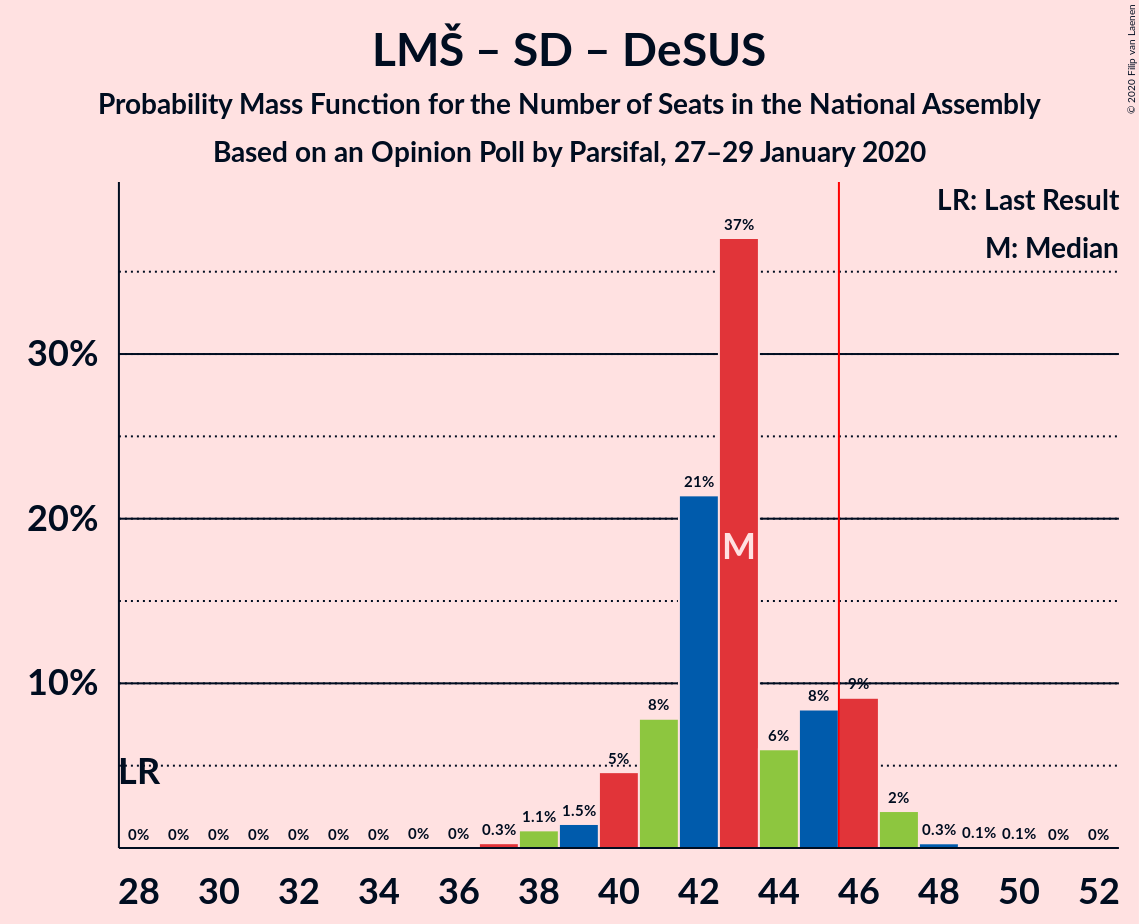 LMŠ – SD – DeSUS
Probability Mass Function for the Number of Seats in the National Assembly
Based on an Opinion Poll by Parsifal, 27–29 January 2020
© 2020 Filip van Laenen
LR: Last Result
M: Median
30%
20%
10%
37%
21%
M
9%
8%
8%
6%
5%
LR
2%
1.5%
1.1%
0% 0% 0% 0% 0% 0% 0% 0% 0% 0.3% 0.3% 0.1% 0.1% 0% 0%
28 30 32 34 36 38 40 42 44 46 48 50 52